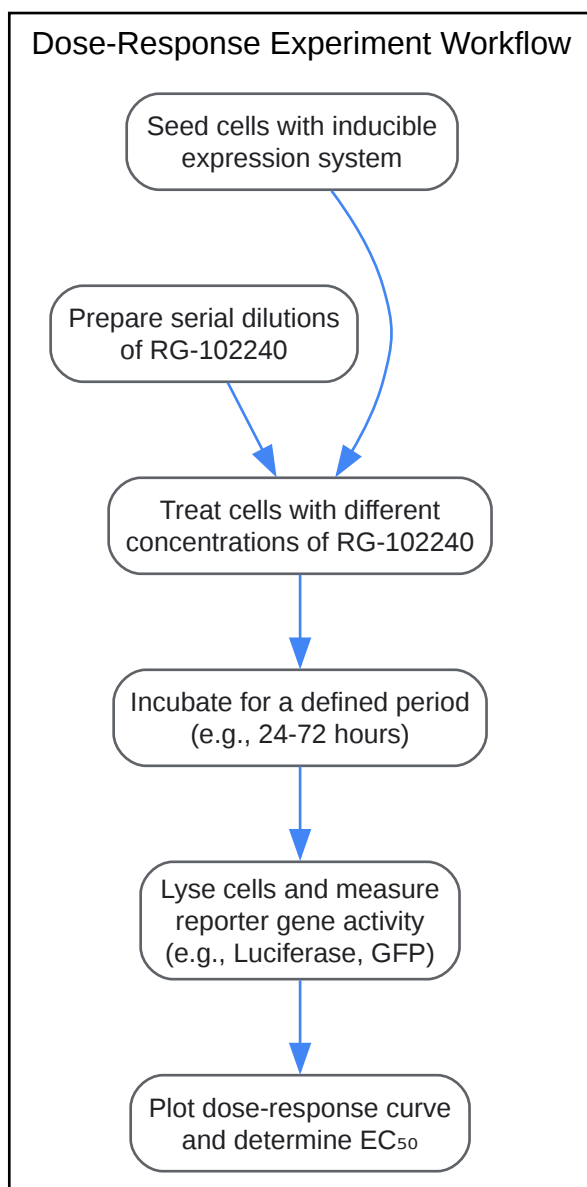 Dose-Response Experiment Workflow
Seed cells with inducible
expression system
Prepare serial dilutions
of RG-102240
Treat cells with different
concentrations of RG-102240
Incubate for a defined period
(e.g., 24-72 hours)
Lyse cells and measure
reporter gene activity
(e.g., Luciferase, GFP)
Plot dose-response curve
and determine EC₅₀